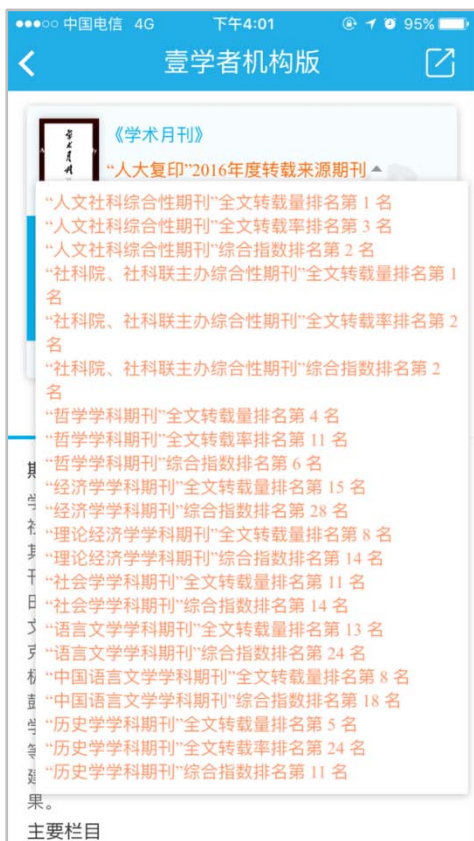 中国电信 4G 下午4:01 95%
壹学者机构版
《学术月刊》
“人大复印”2016年度转载来源期刊
“人文社科综合性期刊”全文转载量排名第 1 名
“人文社科综合性期刊”全文转载率排名第 3 名
“人文社科综合性期刊”综合指数排名第 2 名
“社科院、社科联主办综合性期刊”全文转载量排名第 1
名
“社科院、社科联主办综合性期刊”全文转载率排名第 2
名
“社科院、社科联主办综合性期刊”综合指数排名第 2
名
“哲学学科期刊”全文转载量排名第 4 名
“哲学学科期刊”全文转载率排名第 11 名
“哲学学科期刊”综合指数排名第 6 名
“经济学学科期刊”全文转载量排名第 15 名
“经济学学科期刊”综合指数排名第 28 名
“理论经济学学科期刊”全文转载量排名第 8 名
“理论经济学学科期刊”综合指数排名第 14 名
“社会学学科期刊”全文转载量排名第 11 名
“社会学学科期刊”综合指数排名第 14 名
“语言文学学科期刊”全文转载量排名第 13 名
“语言文学学科期刊”综合指数排名第 24 名
“中国语言文学学科期刊”全文转载量排名第 8 名
“中国语言文学学科期刊”综合指数排名第 18 名
“历史学学科期刊”全文转载量排名第 5 名
“历史学学科期刊”全文转载率排名第 24 名
“历史学学科期刊”综合指数排名第 11 名
果。
主要栏目